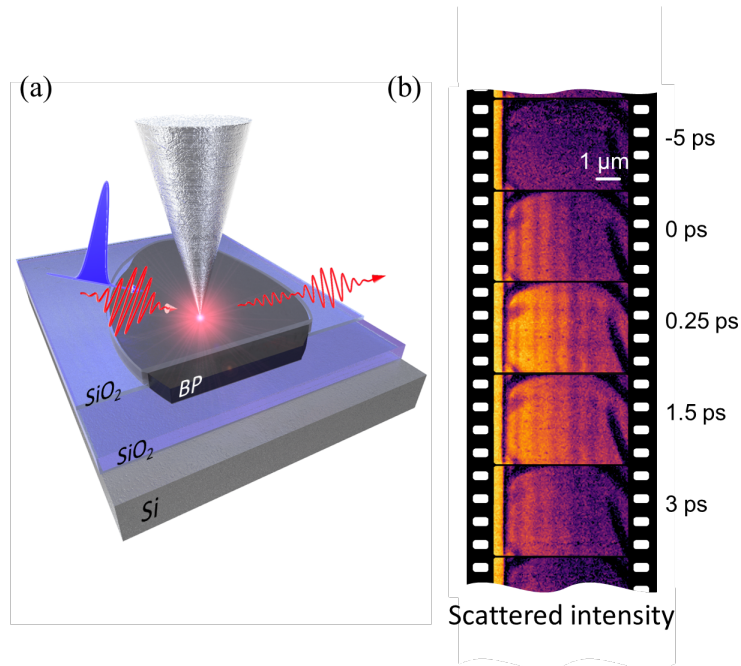 (a)
(b)
BP
SiO2
SiO2
Si
-5 ps
1 μm
0 ps
0.25 ps
1.5 ps
3 ps
Scattered intensity